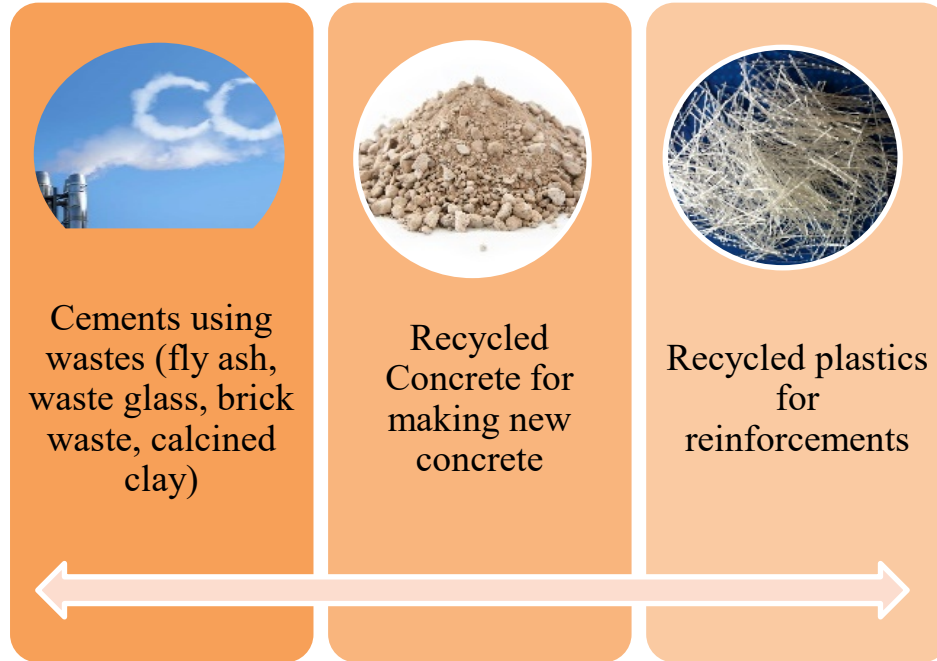 CO
Cements using
wastes (fly ash,
waste glass, brick
waste, calcined
clay)
Recycled
Concrete for
making new
concrete
Recycled plastics
for
reinforcements